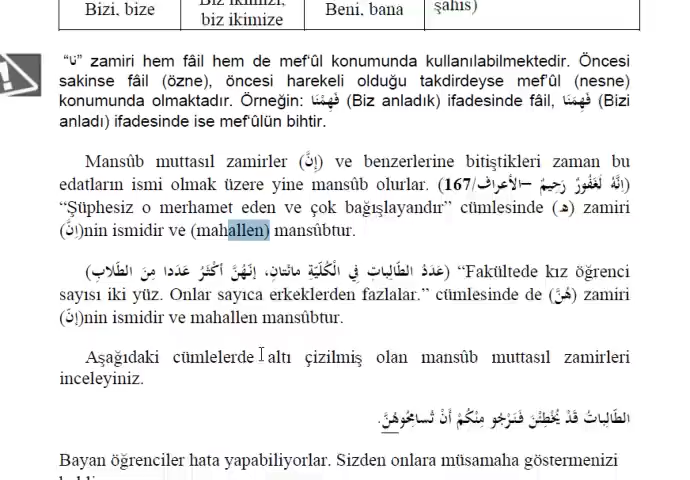 Bizi, bize
biz ikimize
Beni, bana
şahıs)
“نَا” zamiri hem fâil hem de mef‘ûl konumunda kullanılabilmektedir. Öncesi
sakinse fâil (özne), öncesi harekeli olduğu takdirdeyse mef‘ûl (nesne)
konumunda olmaktadır. Örneğin: فَهِمْنَا (Biz anladık) ifadesinde fâil, فَهِمَنَا (Bizi
anladı) ifadesinde ise mef‘ûlün bihtir.
Mansûb muttasıl zamirler (إِنَّ) ve benzerlerine bitiştikleri zaman bu
edatların ismi olmak üzere yine mansûb olurlar. (إِنَّهُ لَغَفُورٌ رَحِيمٌ –الأعراف/167)
“Şüphesiz o merhamet eden ve çok bağışlayandır” cümlesinde (ه) zamiri
(إِنَّ)nin ismidir ve (mahallen) mansûbtur.
(عَدَدُ الطَّالِبَاتِ فِي الْكُلِّيَّةِ مائتانِ، إنّهُنَّ أَكْثَرُ عَدَدا مِنَ الطُّلَّابِ) “Fakültede kız öğrenci
sayısı iki yüz. Onlar sayıca erkeklerden fazlalar.” cümlesinde de (هُنَّ) zamiri
(إِنَّ)nin ismidir ve mahallen mansûbtur.
Aşağıdaki cümlelerde altı çizilmiş olan mansûb muttasıl zamirleri
inceleyiniz.
الطَّالِبَاتُ قَدْ يُخْطِئْنَ فَنَرْجُو مِنْكُمْ أَنْ تُسامِحُوهُنَّ.
Bayan öğrenciler hata yapabiliyorlar. Sizden onlara müsamaha göstermenizi